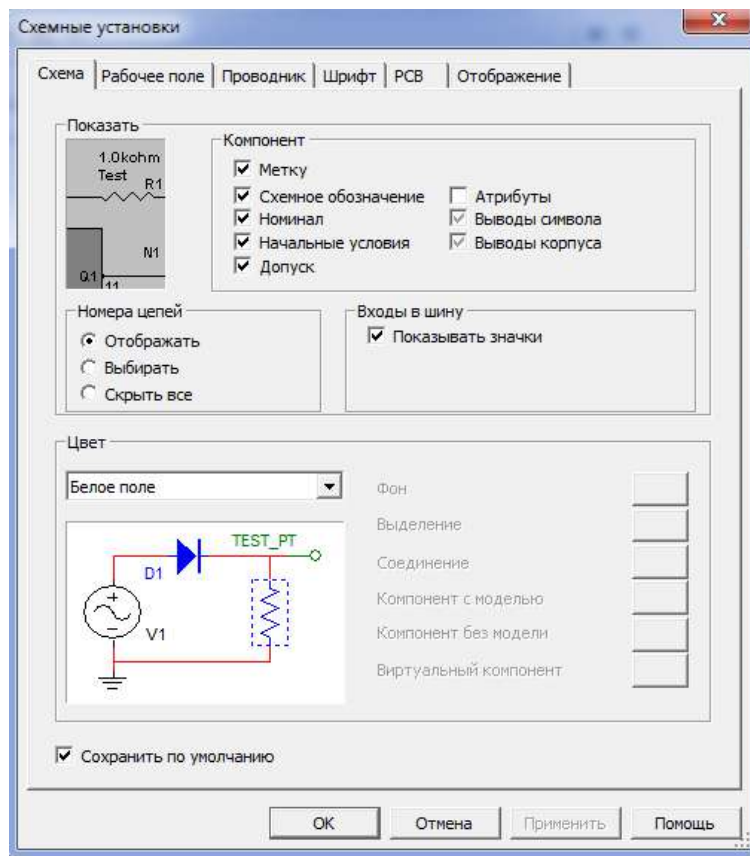 Схемные установки
Схема Рабочее поле Проводник Шрифт PCB Отображение
Показать
1.0kohm
Test
R1
N1
Q1
11
Компонент
Метку
Схемное обозначение
Атрибуты
Номинал
Выводы символа
Начальные условия
Выводы корпуса
Допуск
Номера цепей
Отображать
Выбирать
Скрыть все
Входы в шину
Показывать значки
Цвет
Белое поле
TEST_PT
D1
V1
Фон
Выделение
Соединение
Компонент с моделью
Компонент без модели
Виртуальный компонент
Сохранить по умолчанию
OK Отмена Применить Помощь